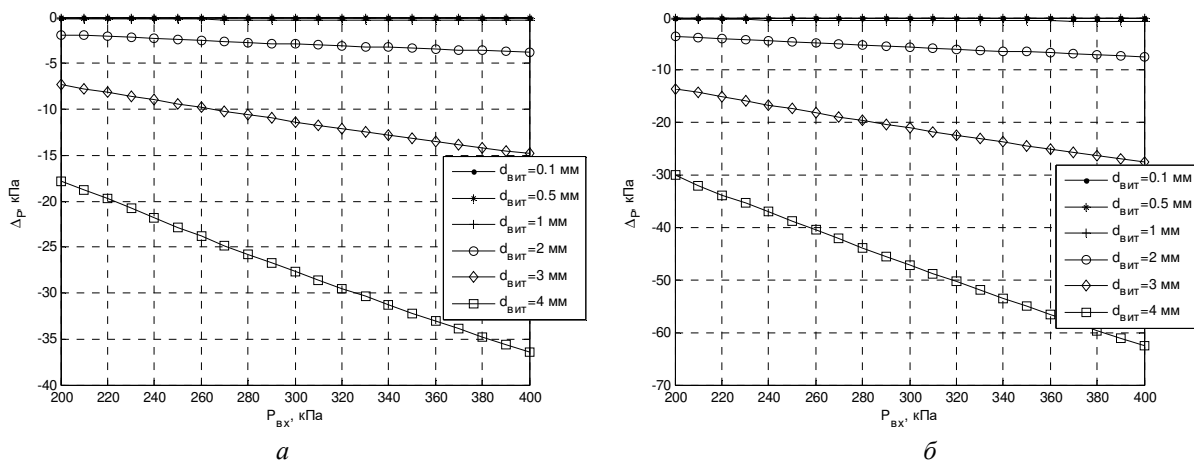 0
-5
-10
-15
-20
-25
-30
-35
-40
Δ_P, кПа
200 220 240 260 280 300 320 340 360 380 400
P_вх, кПа
d_вит=0.1 мм
d_вит=0.5 мм
d_вит=1 мм
d_вит=2 мм
d_вит=3 мм
d_вит=4 мм
а
0
-10
-20
-30
-40
-50
-60
-70
Δ_P, кПа
200 220 240 260 280 300 320 340 360 380 400
P_вх, кПа
d_вит=0.1 мм
d_вит=0.5 мм
d_вит=1 мм
d_вит=2 мм
d_вит=3 мм
d_вит=4 мм
б